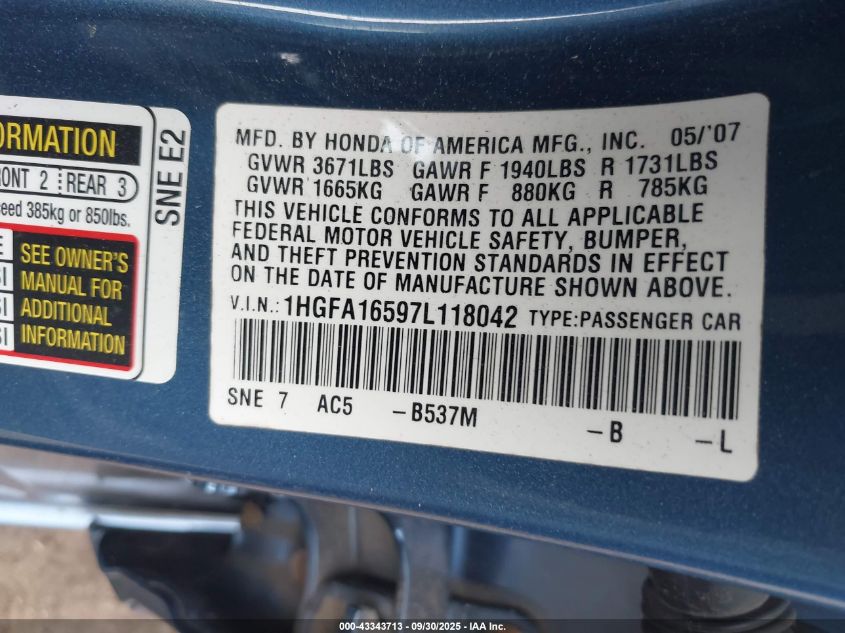 ORMATION
ONT 2 REAR 3
eed 385kg or 850lbs.
SEE OWNER'S
MANUAL FOR
ADDITIONAL
INFORMATION
E
SI
SI
SI
SNE E2
MFD. BY HONDA OF AMERICA MFG., INC. 05/'07
GVWR 3671LBS GAWR F 1940LBS R 1731LBS
GVWR 1665KG GAWR F 880KG R 785KG
THIS VEHICLE CONFORMS TO ALL APPLICABLE
FEDERAL MOTOR VEHICLE SAFETY, BUMPER,
AND THEFT PREVENTION STANDARDS IN EFFECT
ON THE DATE OF MANUFACTURE SHOWN ABOVE.
V.I.N.: 1HGFA16597L118042 TYPE:PASSENGER CAR
SNE 7 AC5 -B537M -B -L
000-43343713 - 09/30/2025 - IAA Inc.